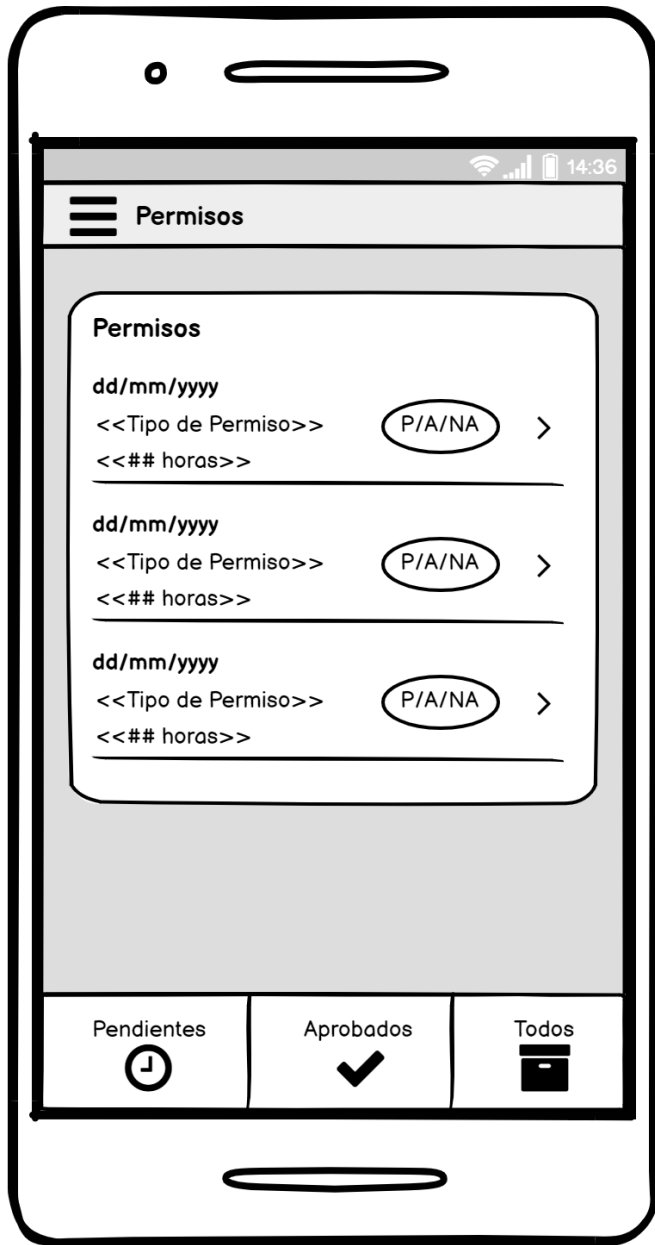 14:36
Permisos
Permisos
dd/mm/yyyy
<<Tipo de Permiso>>
P/A/NA
<<## horas>>
dd/mm/yyyy
<<Tipo de Permiso>>
P/A/NA
<<## horas>>
dd/mm/yyyy
<<Tipo de Permiso>>
P/A/NA
<<## horas>>
Pendientes
Aprobados
Todos